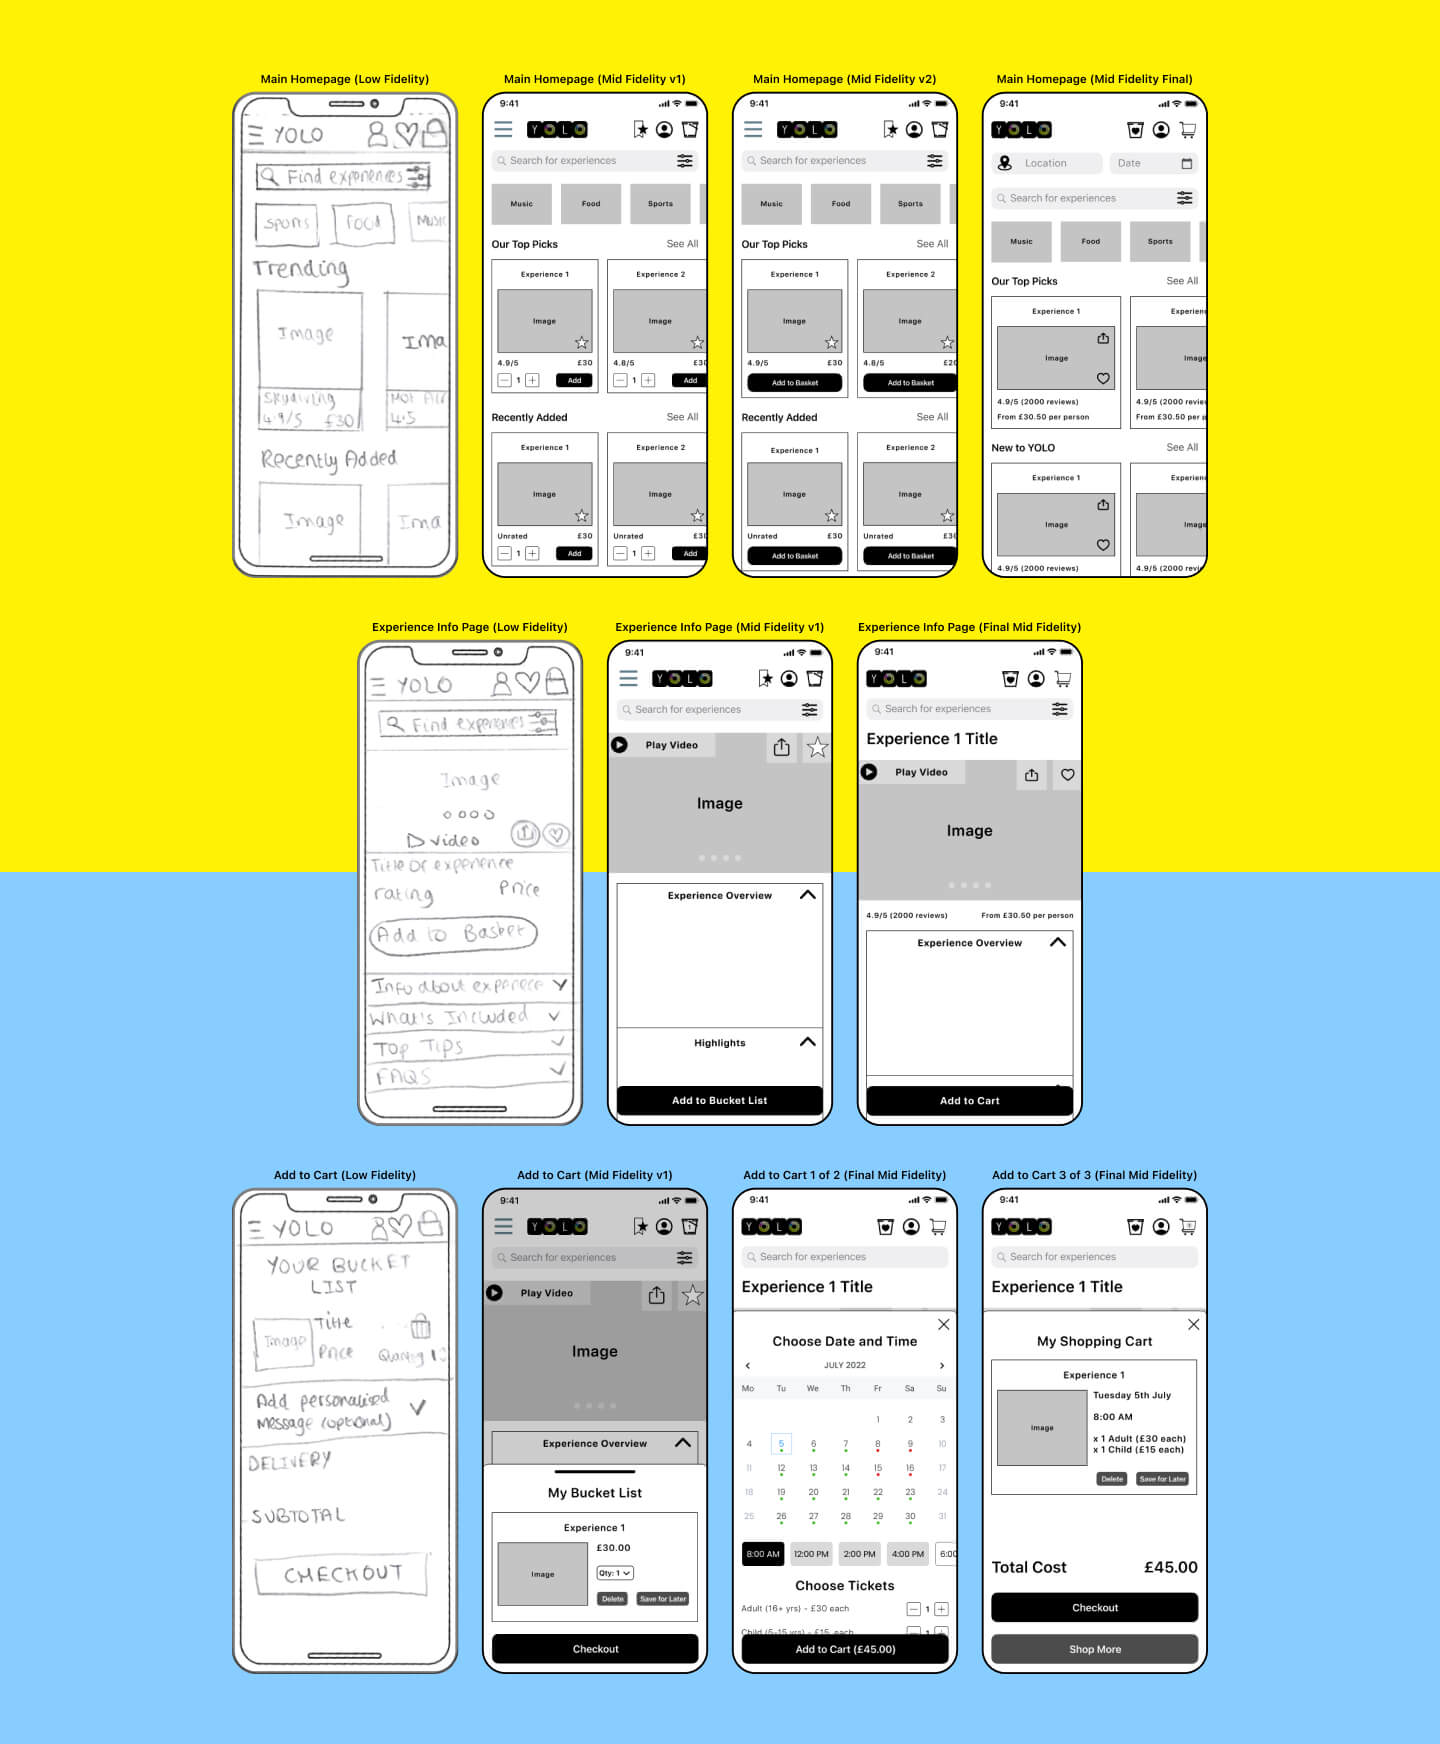 Main Homepage (Low Fidelity)
YOLO
Find experiences
Sports
Food
Music
Trending
Image
Ima
Skydiving
4.9/5 £30
Hot Air
4.5
Recently Added
Image
Ima
Main Homepage (Mid Fidelity v1)
9:41
YOLO
Search for experiences
Music
Food
Sports
Our Top Picks
See All
Experience 1
Experience 2
Image
Image
4.9/5
£30
4.8/5
£30
1
Add
1
Add
Recently Added
See All
Experience 1
Experience 2
Image
Image
Unrated
£30
Unrated
£30
1
Add
1
Add
Main Homepage (Mid Fidelity v2)
9:41
YOLO
Search for experiences
Music
Food
Sports
Our Top Picks
See All
Experience 1
Experience 2
Image
Image
4.9/5
£30
4.8/5
£20
Add to Basket
Add to Basket
Recently Added
See All
Experience 1
Experience 2
Image
Image
Unrated
£30
Unrated
£30
Add to Basket
Add to Basket
Main Homepage (Mid Fidelity Final)
9:41
YOLO
Location
Date
Search for experiences
Music
Food
Sports
Our Top Picks
See All
Experience 1
Experien
Image
Image
4.9/5 (2000 reviews)
4.9/5 (2000 revi
From £30.50 per person
From £30.50 per p
New to YOLO
See All
Experience 1
Experien
Image
Image
4.9/5 (2000 reviews)
4.9/5 (2000 revi
Experience Info Page (Low Fidelity)
YOLO
Find experiences
Image
Video
Title Of experience
rating
Price
Add to Basket
Info about experece
What's Included
Top Tips
FAQS
Experience Info Page (Mid Fidelity v1)
9:41
YOLO
Search for experiences
Play Video
Image
Experience Overview
Highlights
Add to Bucket List
Experience Info Page (Final Mid Fidelity)
9:41
YOLO
Search for experiences
Experience 1 Title
Play Video
Image
4.9/5 (2000 reviews)
From £30.50 per person
Experience Overview
Add to Cart
Add to Cart (Low Fidelity)
YOLO
YOUR BUCKET
LIST
Image
Title
Price
Quantity 1
Add personalised
Message (optional)
DELIVERY
SUBTOTAL
CHECKOUT
Add to Cart (Mid Fidelity v1)
9:41
YOLO
1
Search for experiences
Play Video
Image
Experience Overview
My Bucket List
Experience 1
Image
£30.00
Qty: 1
Delete
Save for Later
Checkout
Add to Cart 1 of 2 (Final Mid Fidelity)
9:41
YOLO
Search for experiences
Experience 1 Title
Choose Date and Time
JULY 2022
Mo Tu We Th Fr Sa Su
1 2 3
4 5 6 7 8 9 10
11 12 13 14 15 16 17
18 19 20 21 22 23 24
25 26 27 28 29 30 31
8:00 AM
12:00 PM
2:00 PM
4:00 PM
6:00
Choose Tickets
Adult (16+ yrs) - £30 each
1
Child (5-15 yrs) - £15 each
1
Add to Cart (£45.00)
Add to Cart 3 of 3 (Final Mid Fidelity)
9:41
YOLO
Search for experiences
Experience 1 Title
My Shopping Cart
Experience 1
Image
Tuesday 5th July
8:00 AM
x 1 Adult (£30 each)
x 1 Child (£15 each)
Delete
Save for Later
Total Cost
£45.00
Checkout
Shop More